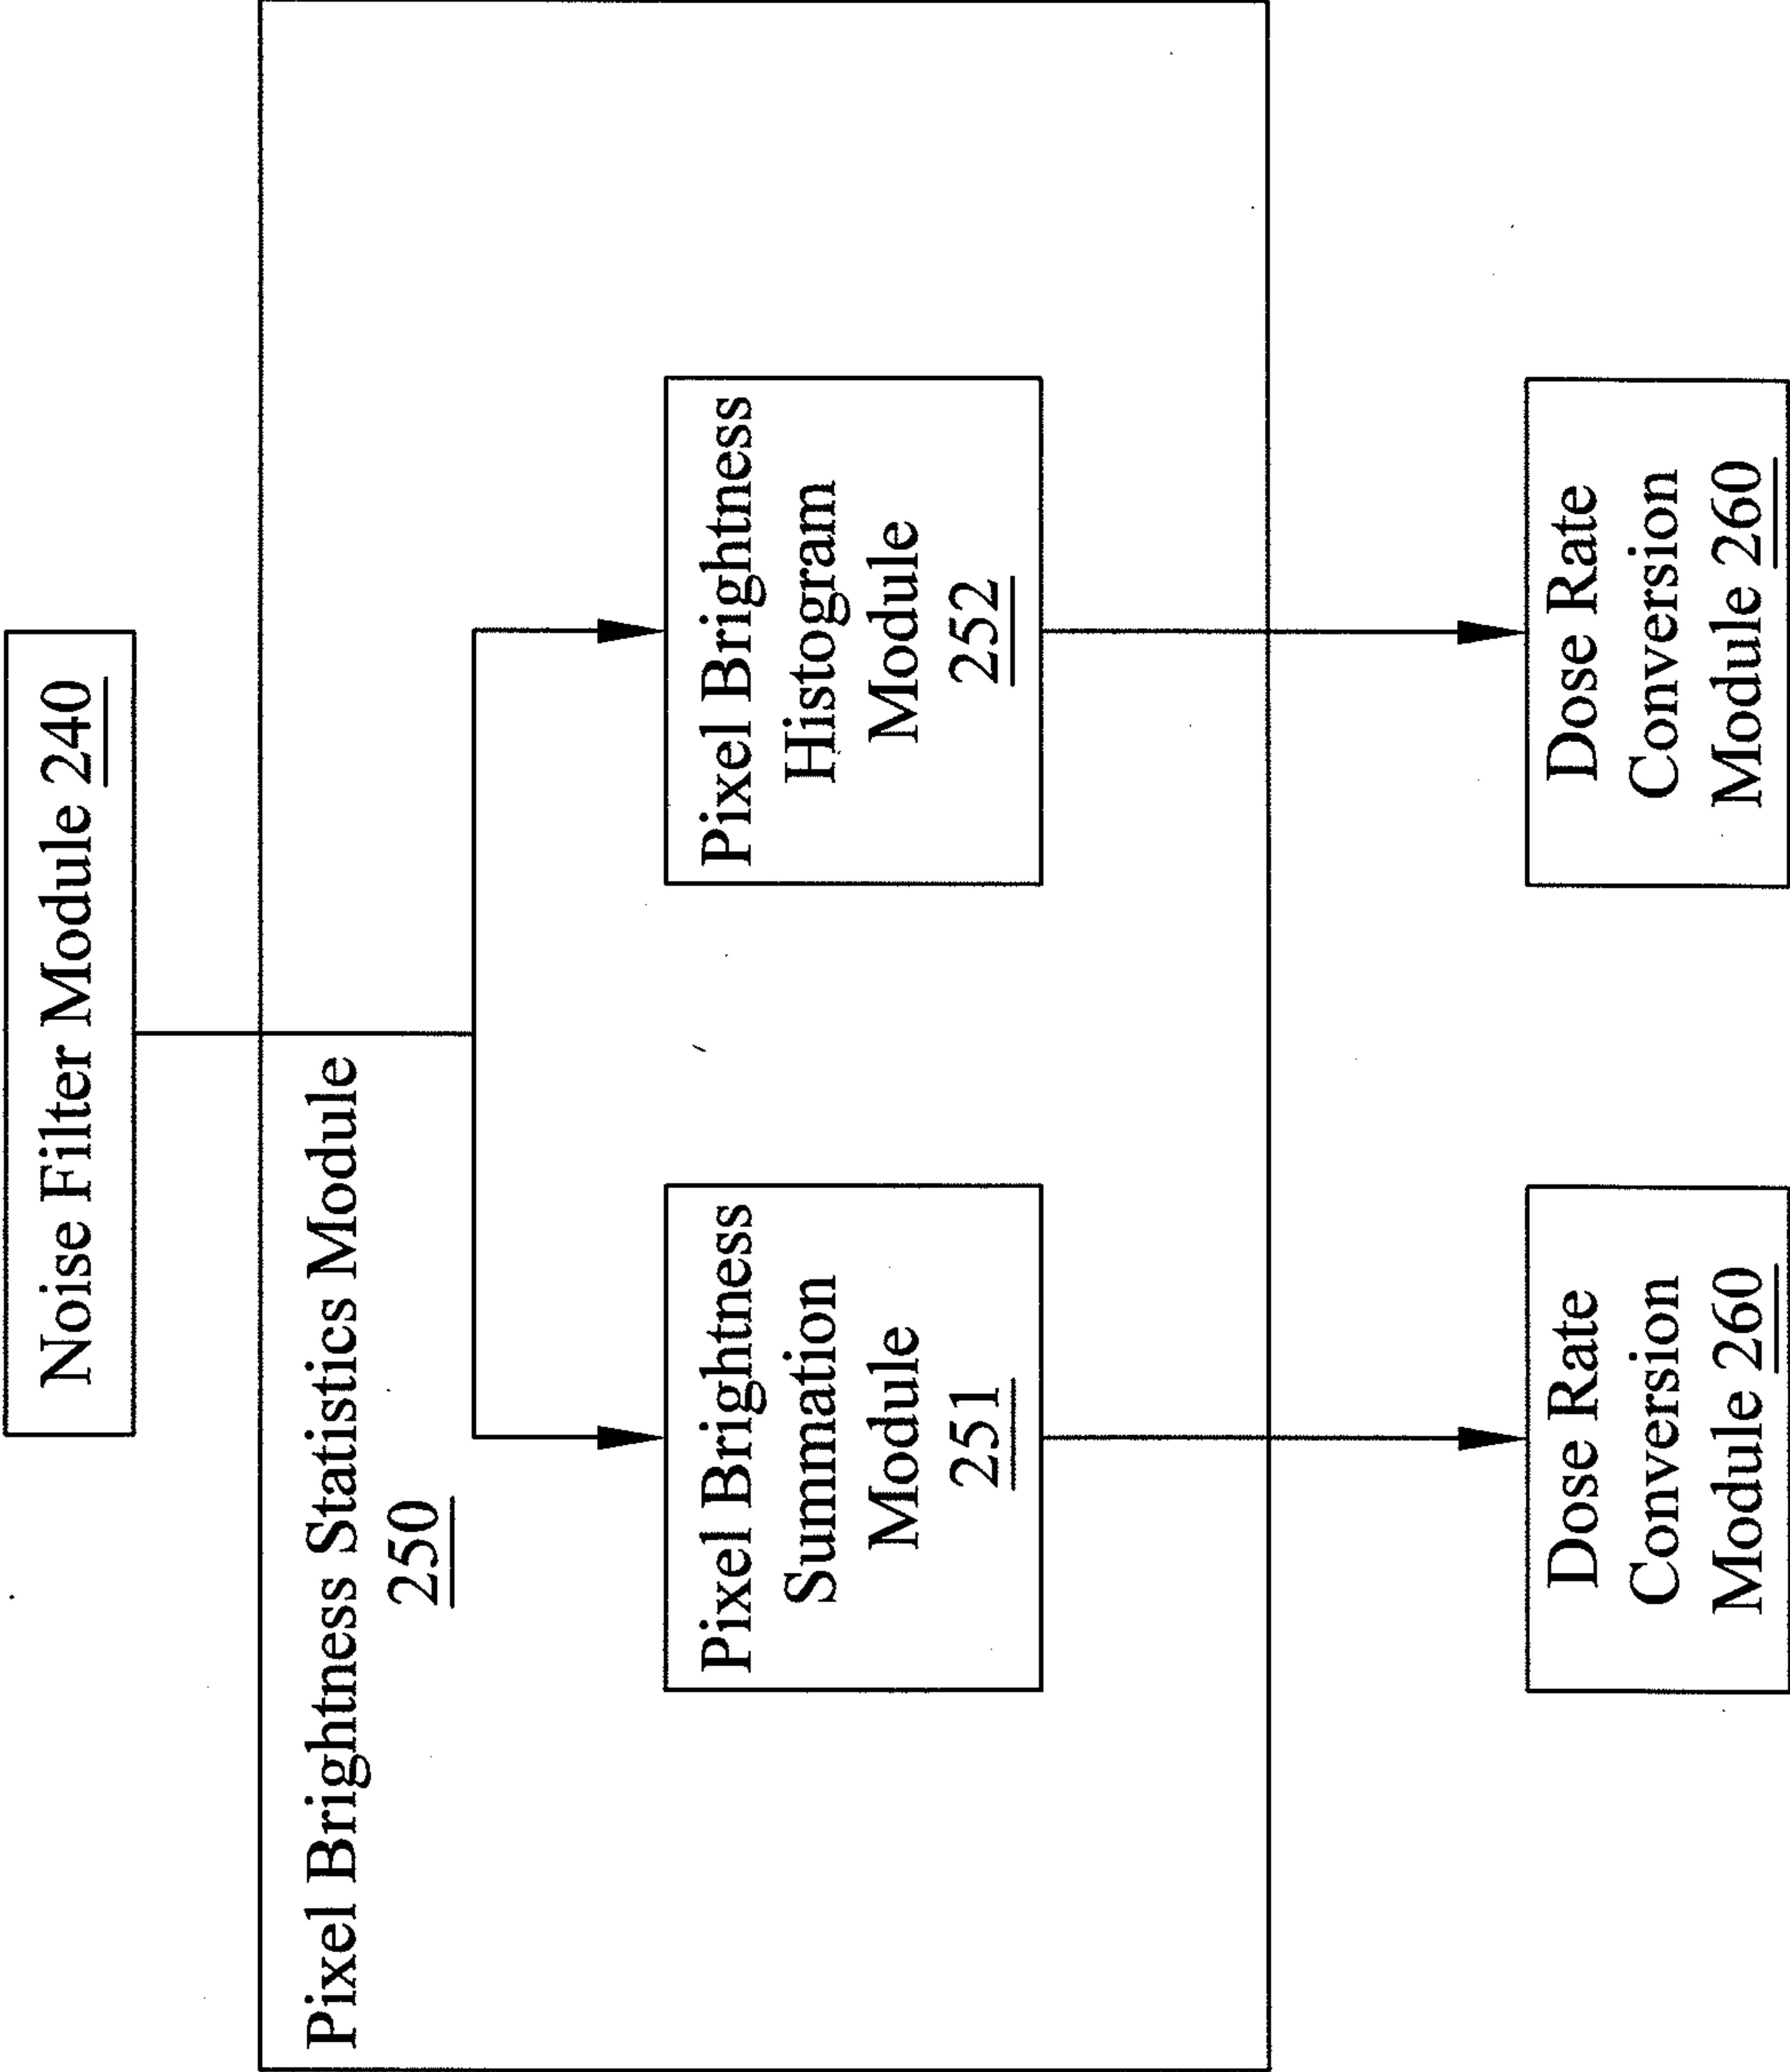 Noise Filter Module 240
Pixel Brightness Statistics Module
250
Pixel Brightness
Summation
Module
251
Pixel Brightness
Histogram
Module
252
Dose Rate
Conversion
Module 260
Dose Rate
Conversion
Module 260